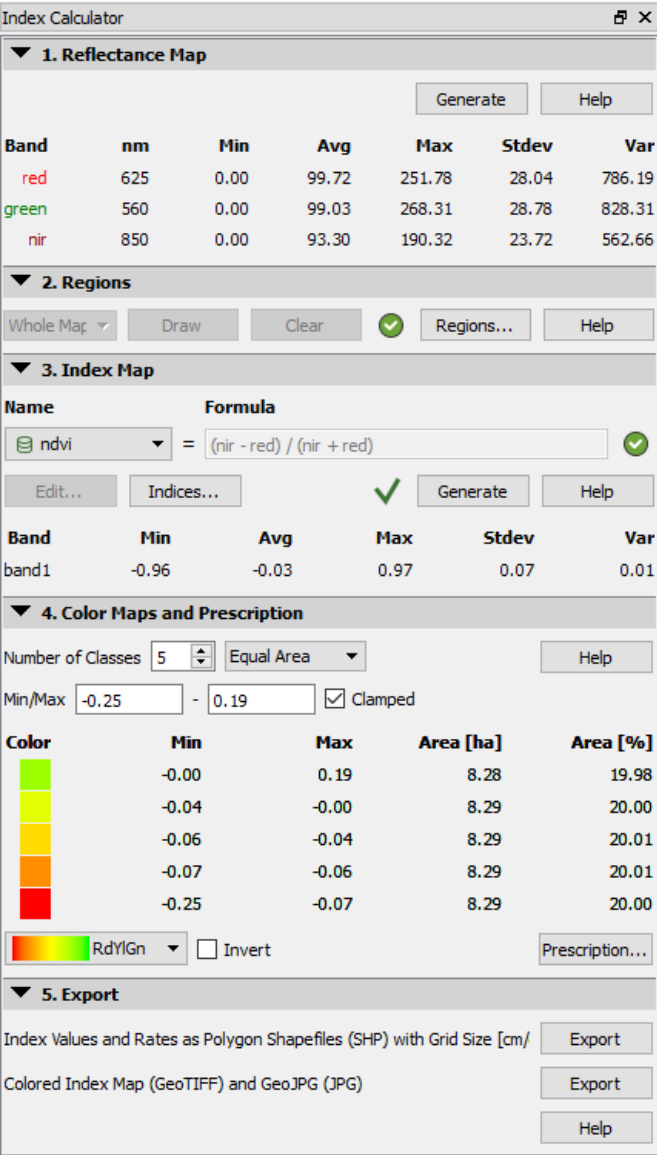 Index Calculator
1. Reflectance Map
Generate Help
Band nm Min Avg Max Stdev Var
red 625 0.00 99.72 251.78 28.04 786.19
green 560 0.00 99.03 268.31 28.78 828.31
nir 850 0.00 93.30 190.32 23.72 562.66
2. Regions
Whole Map Draw Clear Regions... Help
3. Index Map
Name Formula
ndvi = (nir - red) / (nir + red)
Edit... Indices... Generate Help
Band Min Avg Max Stdev Var
band1 -0.96 -0.03 0.97 0.07 0.01
4. Color Maps and Prescription
Number of Classes 5 Equal Area Help
Min/Max -0.25 - 0.19 Clamped
Color Min Max Area [ha] Area [%]
-0.00 0.19 8.28 19.98
-0.04 -0.00 8.29 20.00
-0.06 -0.04 8.29 20.01
-0.07 -0.06 8.29 20.01
-0.25 -0.07 8.29 20.00
RdYlGn Invert Prescription...
5. Export
Index Values and Rates as Polygon Shapefiles (SHP) with Grid Size [cm/ Export
Colored Index Map (GeoTIFF) and GeoJPG (JPG) Export
Help